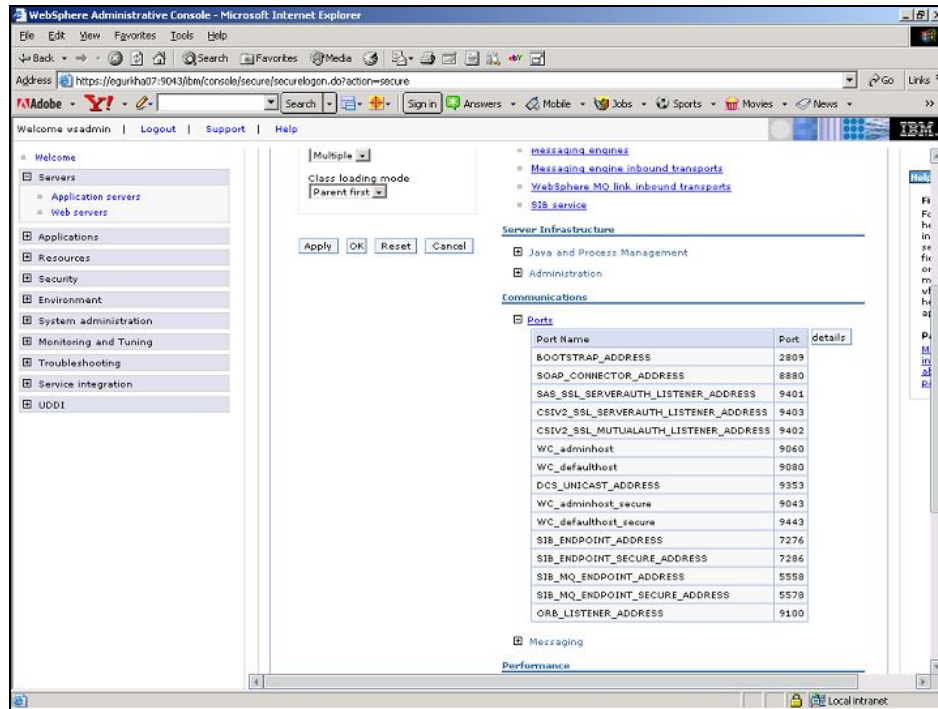 WebSphere Administrative Console - Microsoft Internet Explorer
File Edit View Favorites Tools Help
Back Search Favorites Media
Address https://egurkha07:9043/ibm/console/secure/securelogon.do?action=secure Go Links
Adobe Y! Search Sign in Answers Mobile Jobs Sports Movies News
Welcome vsadmin | Logout | Support | Help IBM.
Welcome
Servers
Application servers
Web servers
Applications
Resources
Security
Environment
System administration
Monitoring and Tuning
Troubleshooting
Service integration
UDDI
Multiple
Class loading mode
Parent first
Apply OK Reset Cancel
Messaging engines
Messaging engine inbound transports
WebSphere MQ link inbound transports
SIB service
Server Infrastructure
Java and Process Management
Administration
Communications
Ports
Port Name Port details
BOOTSTRAP_ADDRESS 2809
SOAP_CONNECTOR_ADDRESS 8880
SAS_SSL_SERVERAUTH_LISTENER_ADDRESS 9401
CSIV2_SSL_SERVERAUTH_LISTENER_ADDRESS 9403
CSIV2_SSL_MUTUALAUTH_LISTENER_ADDRESS 9402
WC_adminhost 9060
WC_defaulthost 9080
DCS_UNICAST_ADDRESS 9353
WC_adminhost_secure 9043
WC_defaulthost_secure 9443
SIB_ENDPOINT_ADDRESS 7276
SIB_ENDPOINT_SECURE_ADDRESS 7286
SIB_MQ_ENDPOINT_ADDRESS 5558
SIB_MQ_ENDPOINT_SECURE_ADDRESS 5578
ORB_LISTENER_ADDRESS 9100
Messaging
Performance
Local intranet